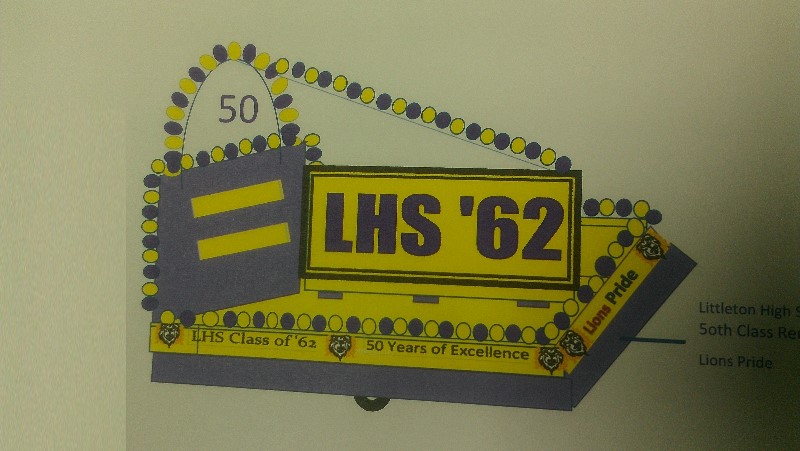 50
LHS '62
LHS Class of '62
50 Years of Excellence
Lions Pride
Littleton High
50th Class
Lions Pride